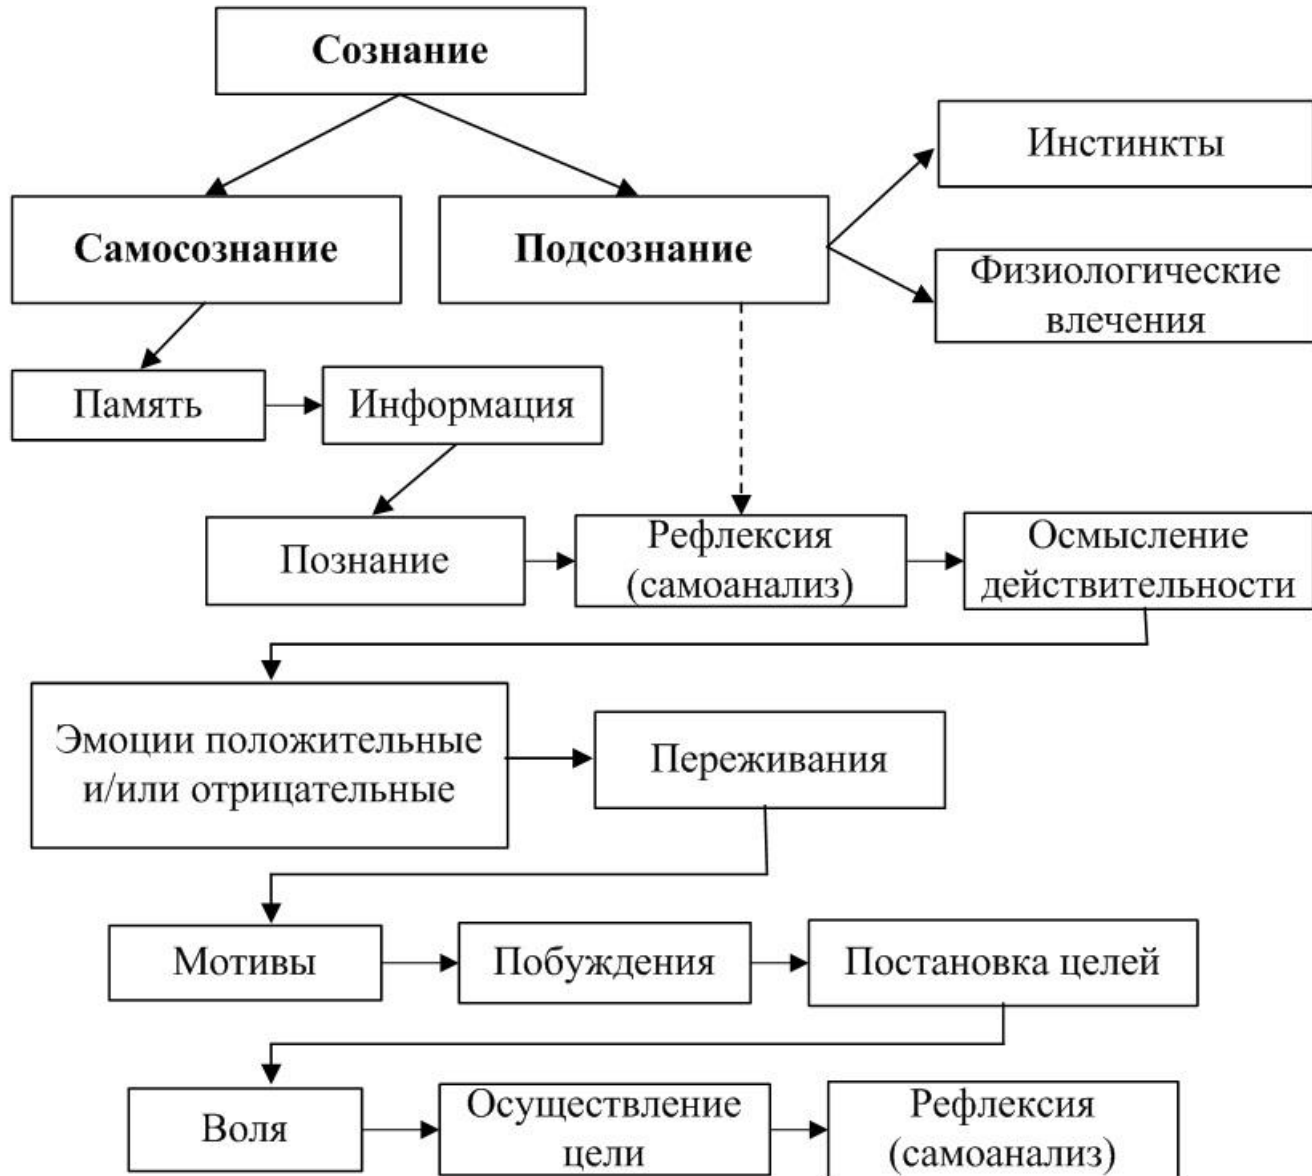 Сознание
Инстинкты
Самосознание
Подсознание
Физиологические
влечения
Память
Информация
Познание
Рефлексия
(самоанализ)
Осмысление
действительности
Эмоции положительные
и/или отрицательные
Переживания
Мотивы
Побуждения
Постановка целей
Воля
Осуществление
цели
Рефлексия
(самоанализ)